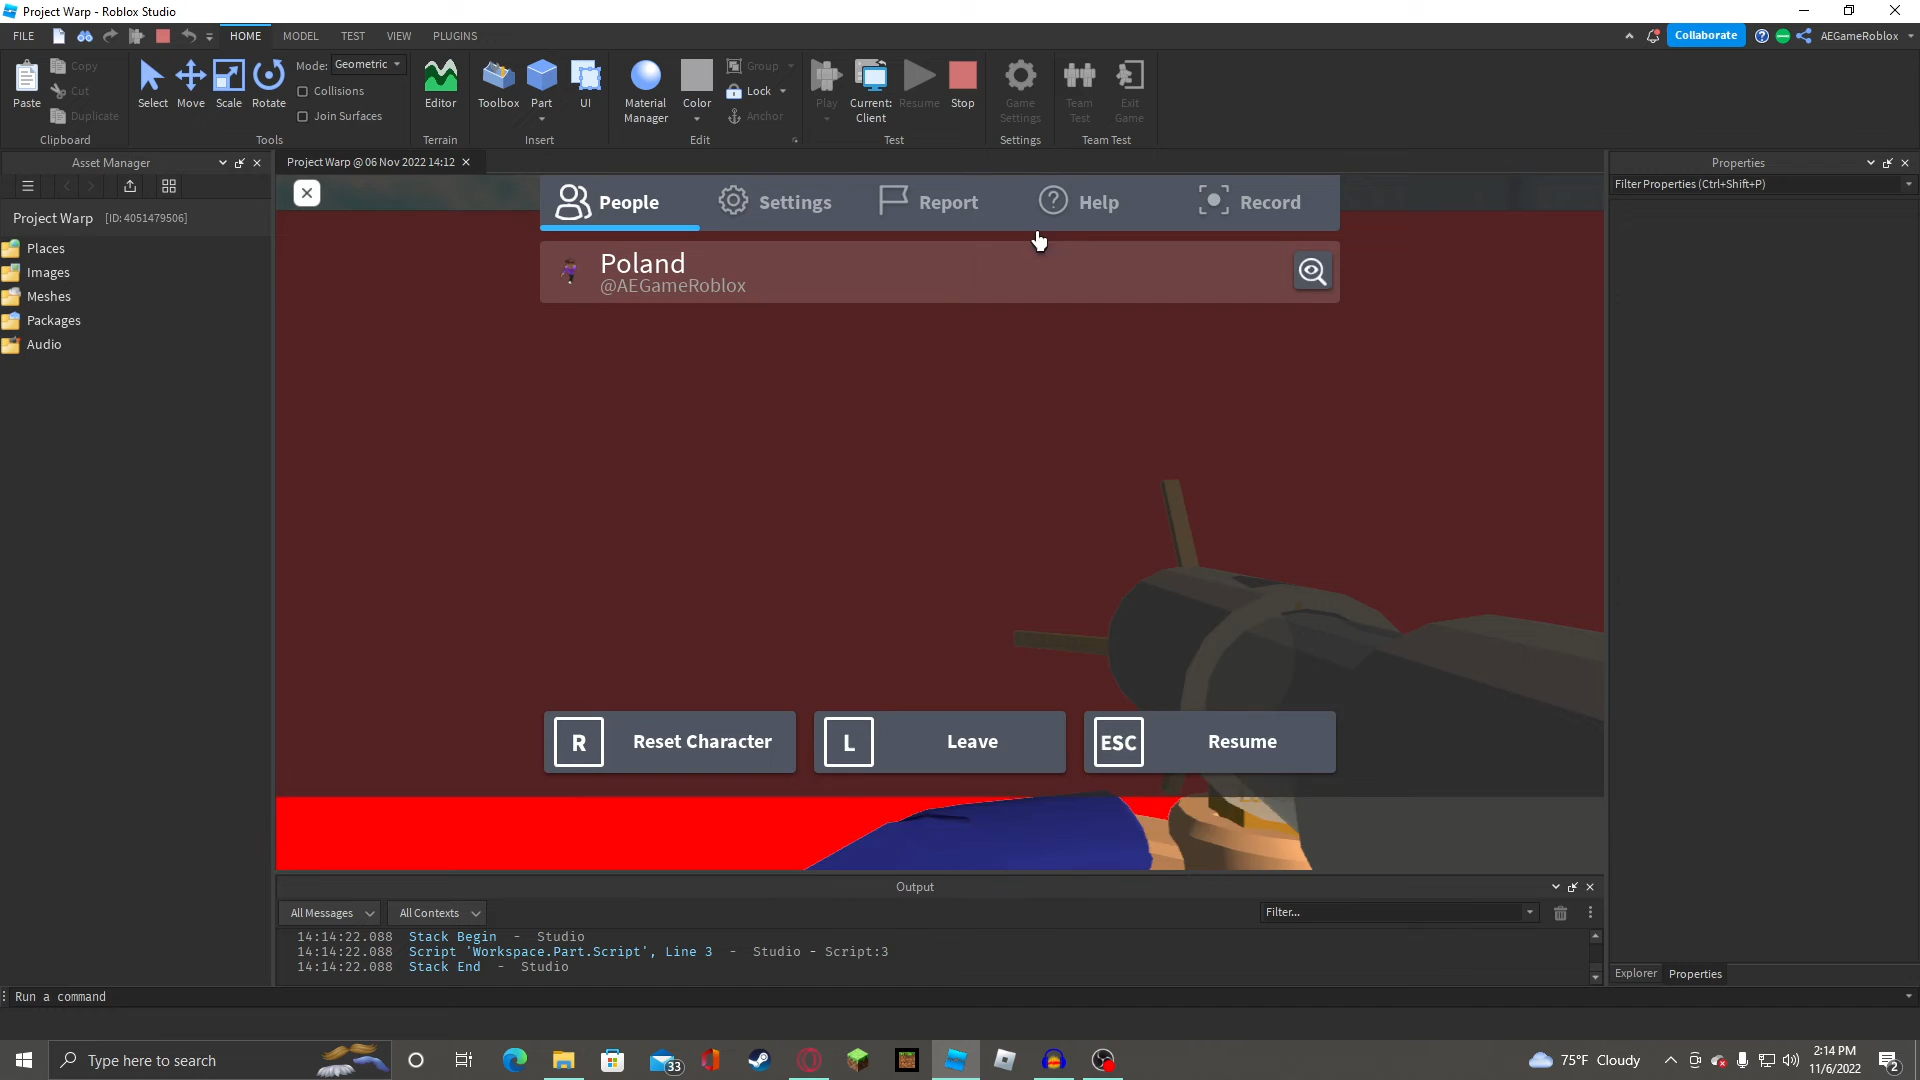 Project Warp - Roblox Studio
FILE HOME MODEL TEST VIEW PLUGINS Collaborate AEGameRoblox
Paste Copy Cut Duplicate Clipboard
Select Move Scale Rotate Mode: Geometric Collisions Join Surfaces Tools
Editor Terrain
Toolbox Part UI Insert
Material Manager Color Group Lock Anchor Edit
Play Current: Client Resume Stop Test
Game Settings Settings
Team Test Exit Game Team Test
Asset Manager
Project Warp @ 06 Nov 2022 14:12
Properties
Filter Properties (Ctrl+Shift+P)
Project Warp [ID: 4051479506]
Places
Images
Meshes
Packages
Audio
People Settings Report Help Record
Poland
@AEGameRoblox
R Reset Character L Leave ESC Resume
Output
All Messages All Contexts Filter...
14:14:22.088 Stack Begin - Studio
14:14:22.088 Script 'Workspace.Part.Script', Line 3 - Studio - Script:3
14:14:22.088 Stack End - Studio
Explorer Properties
Run a command
Type here to search
33
75°F Cloudy
2:14 PM
11/6/2022
2